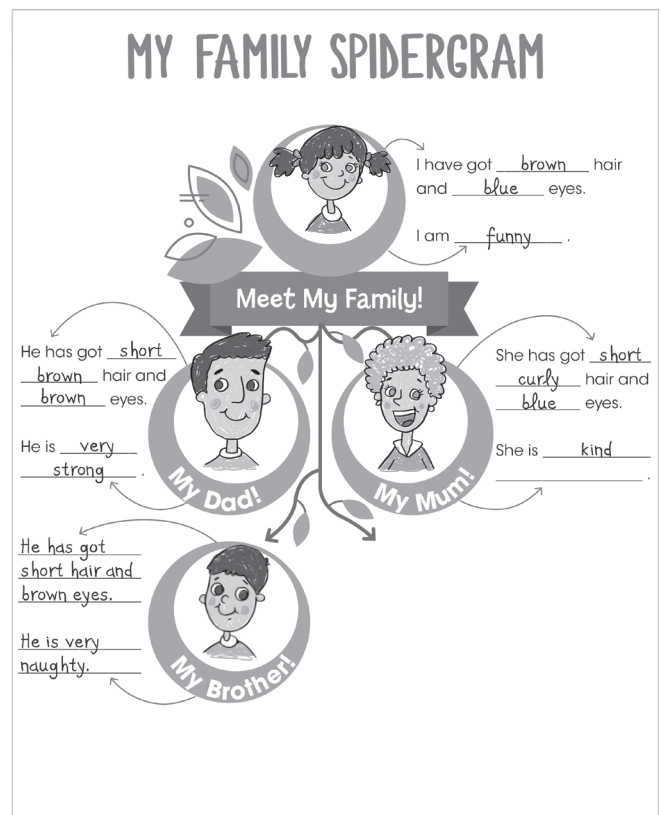 MY FAMILY SPIDERGRAM
I have got brown hair
and blue eyes.
I am funny .
Meet My Family!
He has got short
brown hair and
brown eyes.
He is very
strong .
My Dad!
She has got short
curly hair and
blue eyes.
She is kind
.
My Mum!
He has got
short hair and
brown eyes.
He is very
naughty.
My Brother!